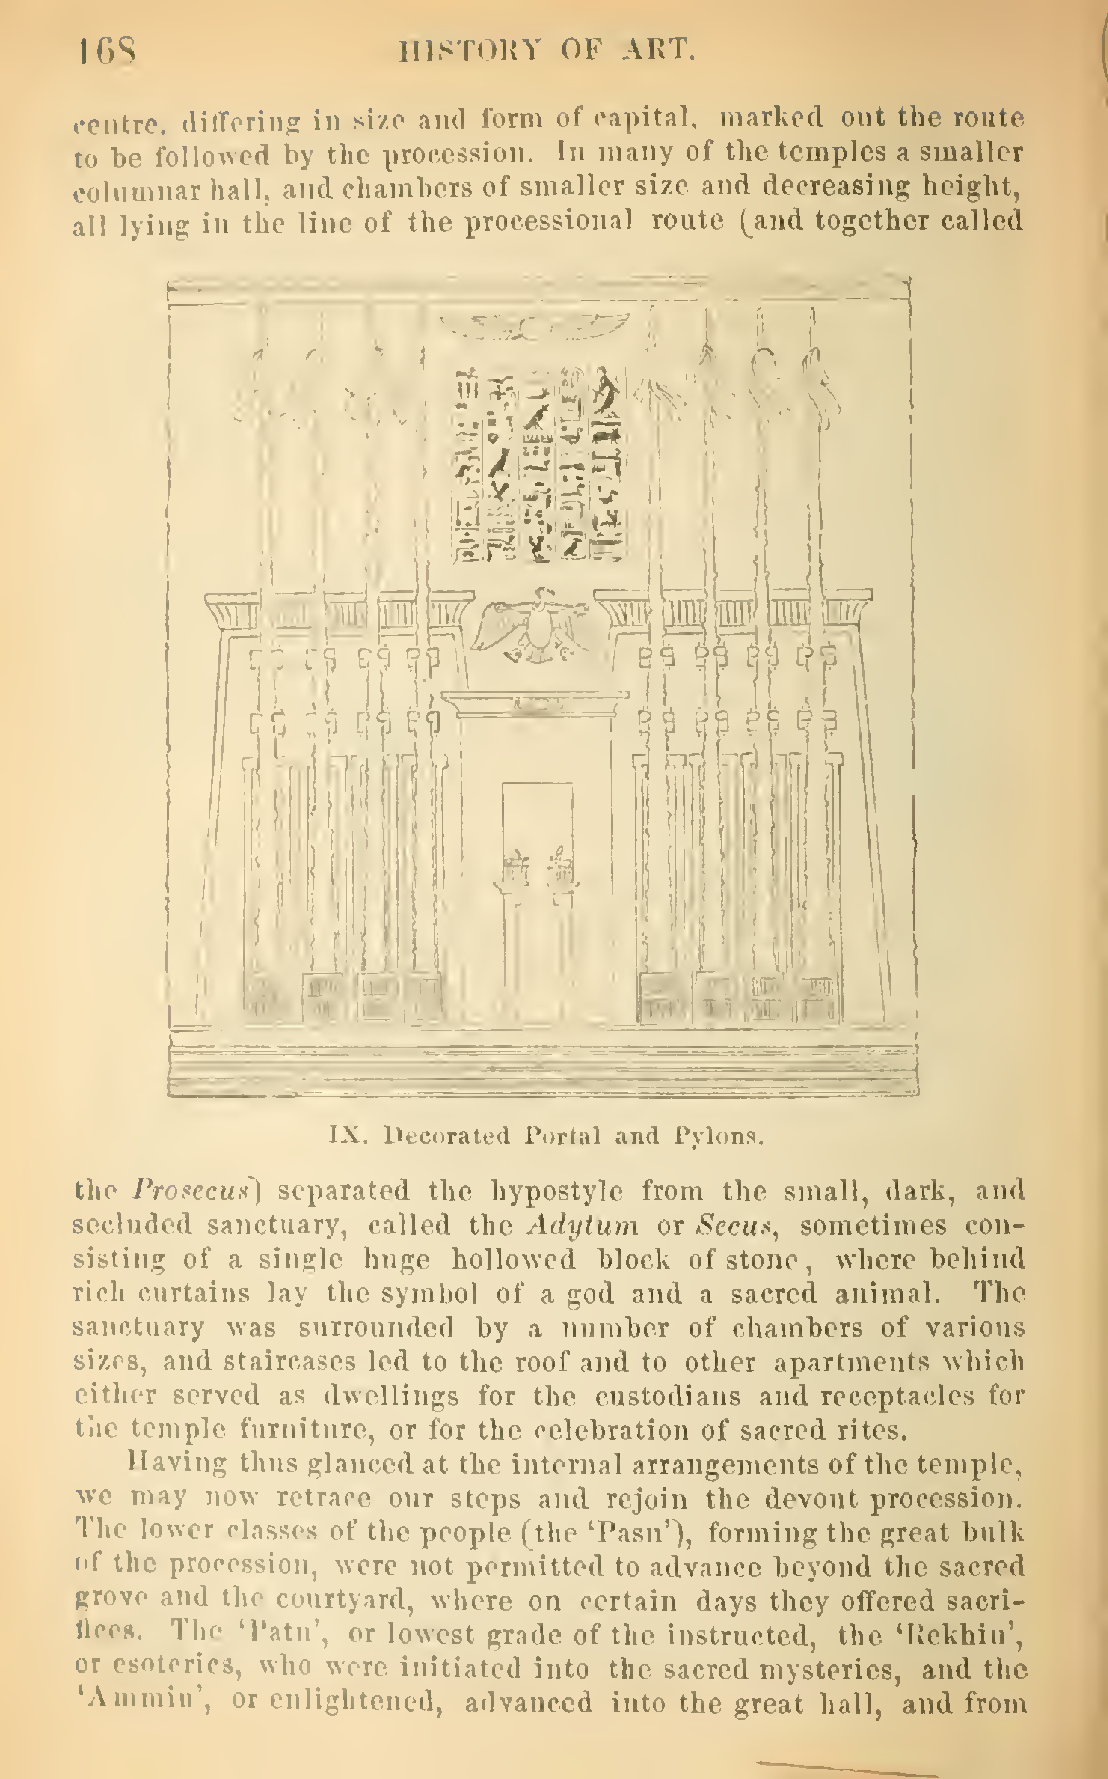 168 HISTORY OF ART.
centre, differing in size and form of capital, marked out the route
to be followed by the procession. In many of the temples a smaller
columnar hall, and chambers of smaller size and decreasing height,
all lying in the line of the processional route (and together called
IX. Decorated Portal and Pylons.
the Prosecus) separated the hypostyle from the small, dark, and
secluded sanctuary, called the Adytum or Secus, sometimes con-
sisting of a single huge hollowed block of stone, where behind
rich curtains lay the symbol of a god and a sacred animal. The
sanctuary was surrounded by a number of chambers of various
sizes, and staircases led to the roof and to other apartments which
either served as dwellings for the custodians and receptacles for
the temple furniture, or for the celebration of sacred rites.
Having thus glanced at the internal arrangements of the temple,
we may now retrace our steps and rejoin the devout procession.
The lower classes of the people (the ‘Pasu’), forming the great bulk
of the procession, were not permitted to advance beyond the sacred
grove and the courtyard, where on certain days they offered sacri-
fices. The ‘Patu’, or lowest grade of the instructed, the ‘Rekhiu’,
or esoterics, who were initiated into the sacred mysteries, and the
‘Ammiu’, or enlightened, advanced into the great hall, and from